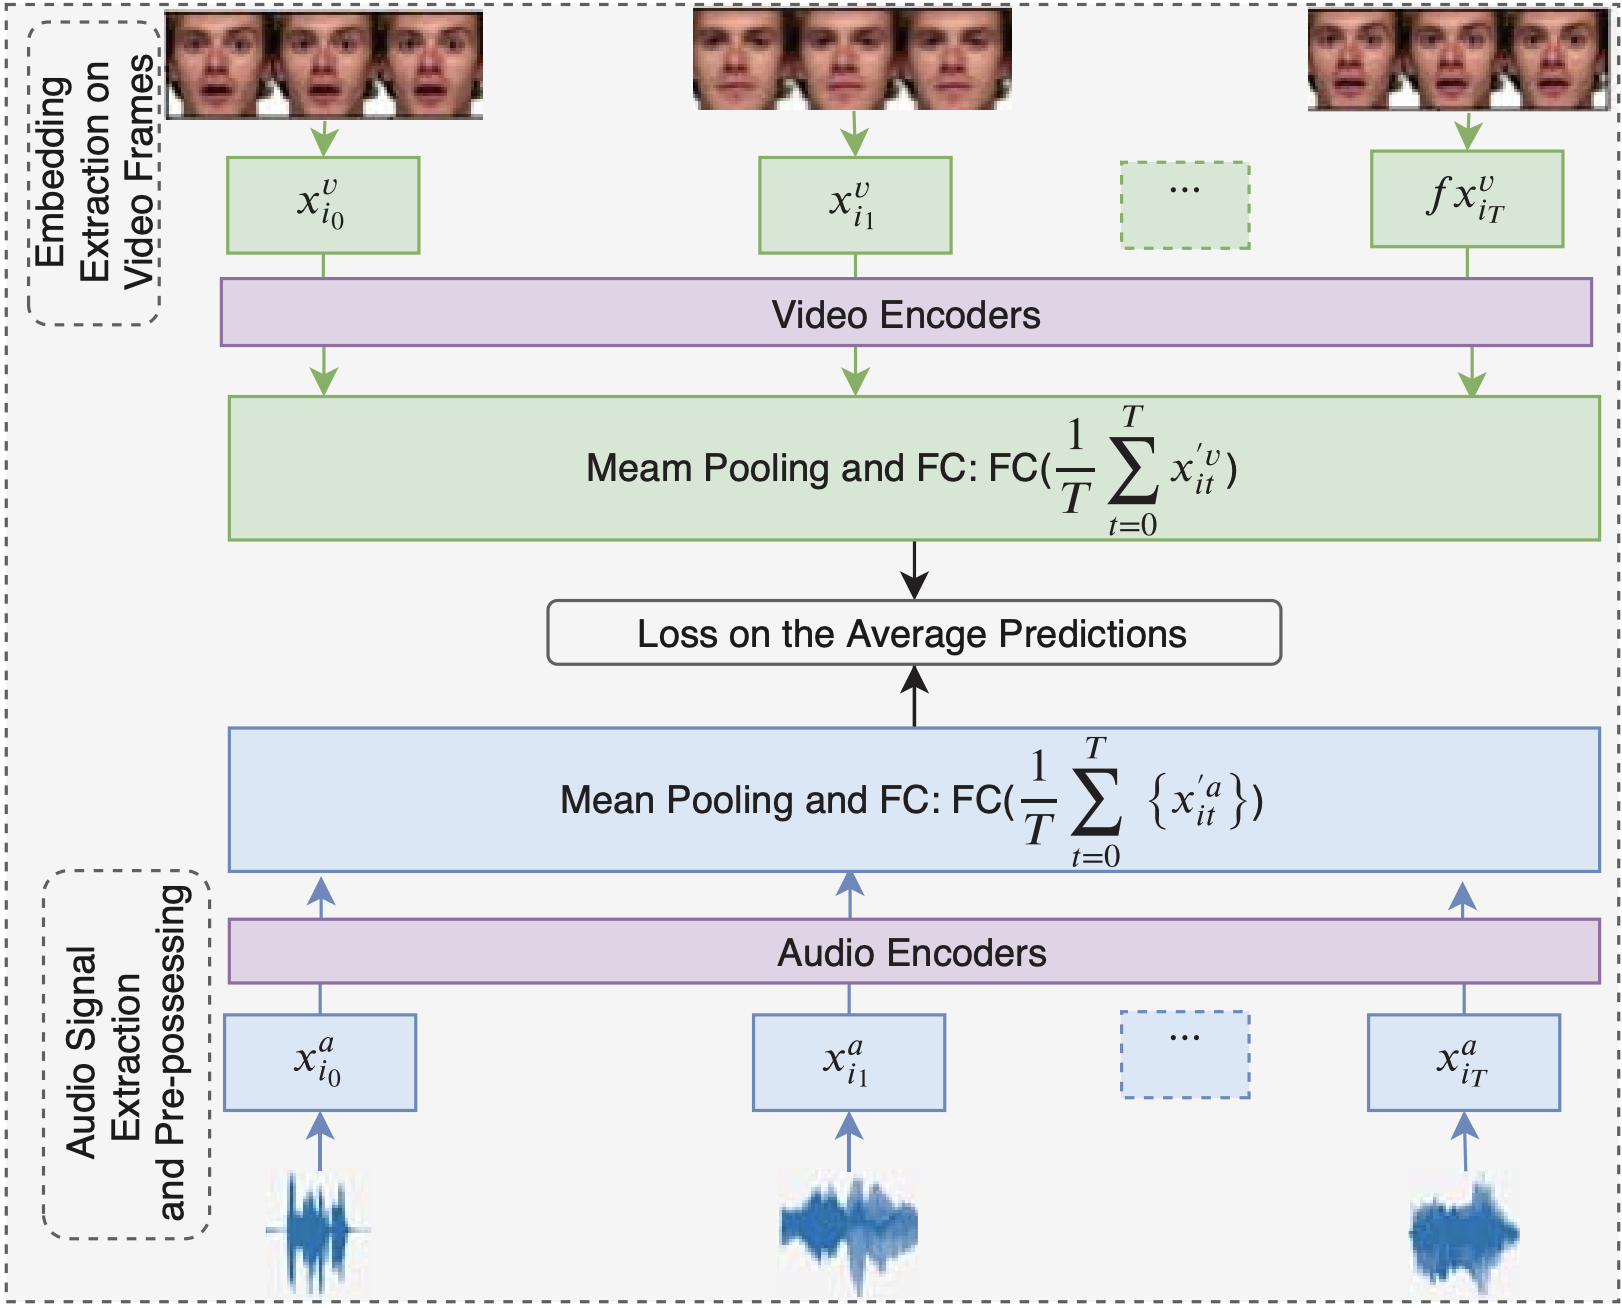 Embedding
Extraction on
Video Frames
x_{i_0}^v
x_{i_1}^v
...
fx_{i_T}^v
Video Encoders
Meam Pooling and FC: FC(\frac{1}{T} \sum_{t=0}^{T} x_{it}^{'v})
Loss on the Average Predictions
Mean Pooling and FC: FC(\frac{1}{T} \sum_{t=0}^{T} {x_{it}^{'a}})
Audio Signal
Extraction
and Pre-possessing
Audio Encoders
x_{i_0}^a
x_{i_1}^a
...
x_{i_T}^a